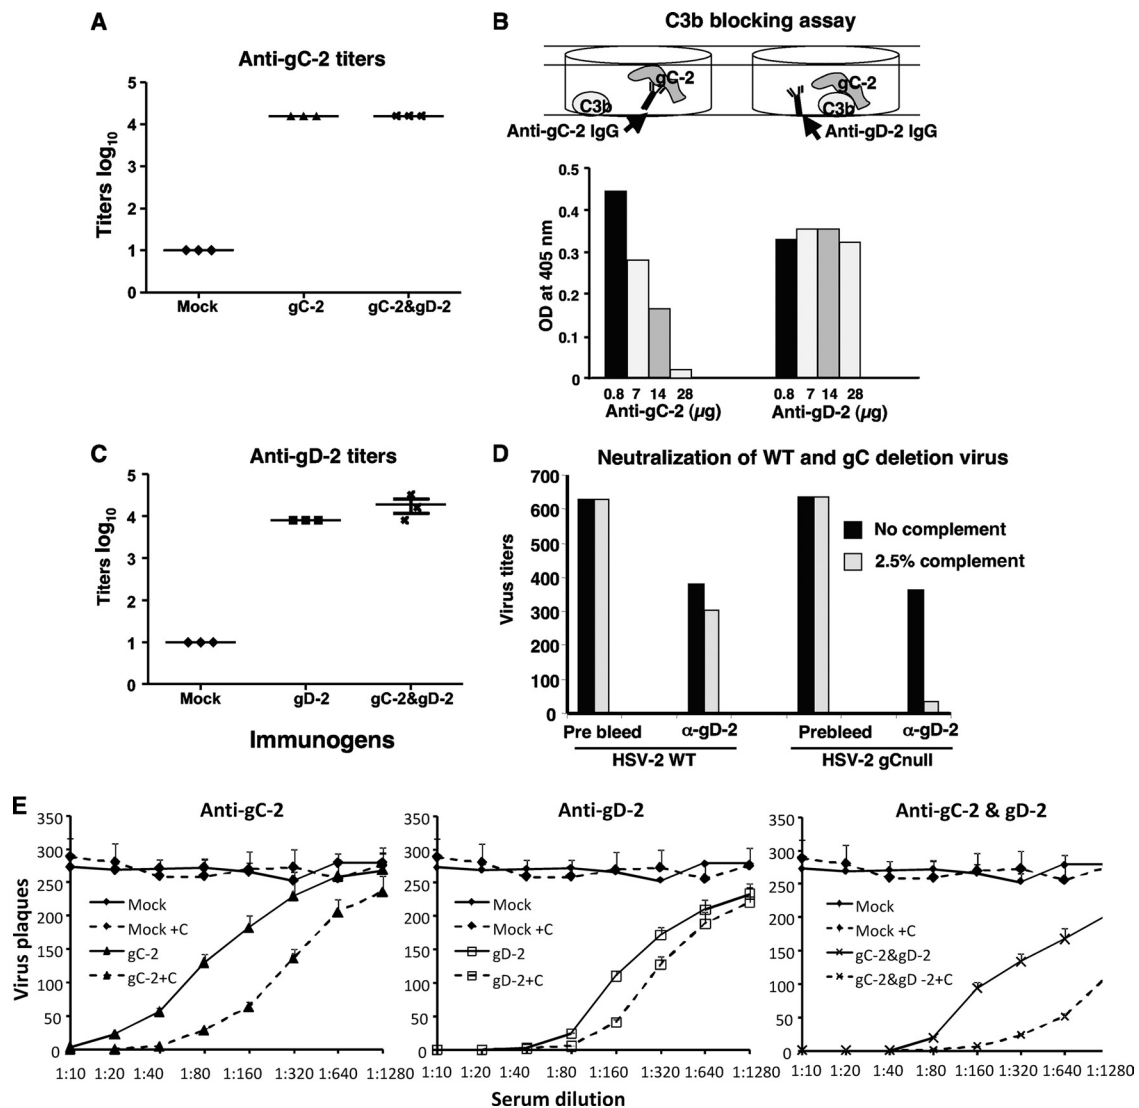 A
Anti-gC-2 titers
Titers log10
5
4
3
2
1
0
Mock
gC-2
gC-2&gD-2
B
C3b blocking assay
gC-2
gC-2
C3b
C3b
Anti-gC-2 IgG
Anti-gD-2 IgG
OD at 405 nm
0.5
0.4
0.3
0.2
0.1
0
0.8 7 14 28
0.8 7 14 28
Anti-gC-2 (µg)
Anti-gD-2 (µg)
C
Anti-gD-2 titers
Titers log10
5
4
3
2
1
0
Mock
gD-2
gC-2&gD-2
Immunogens
D
Neutralization of WT and gC deletion virus
Virus titers
700
600
500
400
300
200
100
0
No complement
2.5% complement
Pre bleed
α-gD-2
Prebleed
α-gD-2
HSV-2 WT
HSV-2 gCnull
E
Anti-gC-2
Virus plaques
350
300
250
200
150
100
50
0
Mock
Mock +C
gC-2
gC-2+C
1:10 1:20 1:40 1:80 1:160 1:320 1:640 1:1280
Anti-gD-2
350
300
250
200
150
100
50
0
Mock
Mock +C
gD-2
gD-2+C
1:10 1:20 1:40 1:80 1:160 1:320 1:640 1:1280
Anti-gC-2 & gD-2
350
300
250
200
150
100
50
0
Mock
Mock +C
gC-2&gD-2
gC-2&gD -2+C
1:10 1:20 1:40 1:80 1:160 1:320 1:640 1:1280
Serum dilution